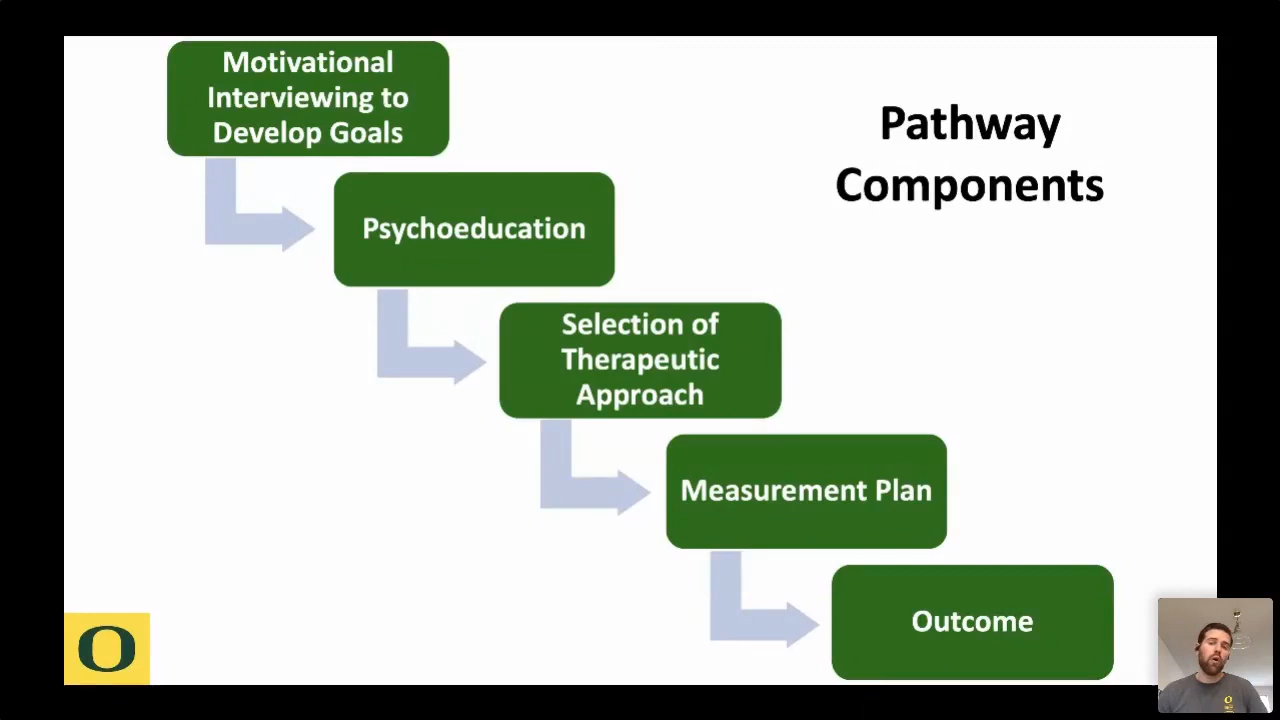 Motivational
Interviewing to
Develop Goals
Pathway
Components
Psychoeducation
Selection of
Therapeutic
Approach
Measurement Plan
Outcome
O
O